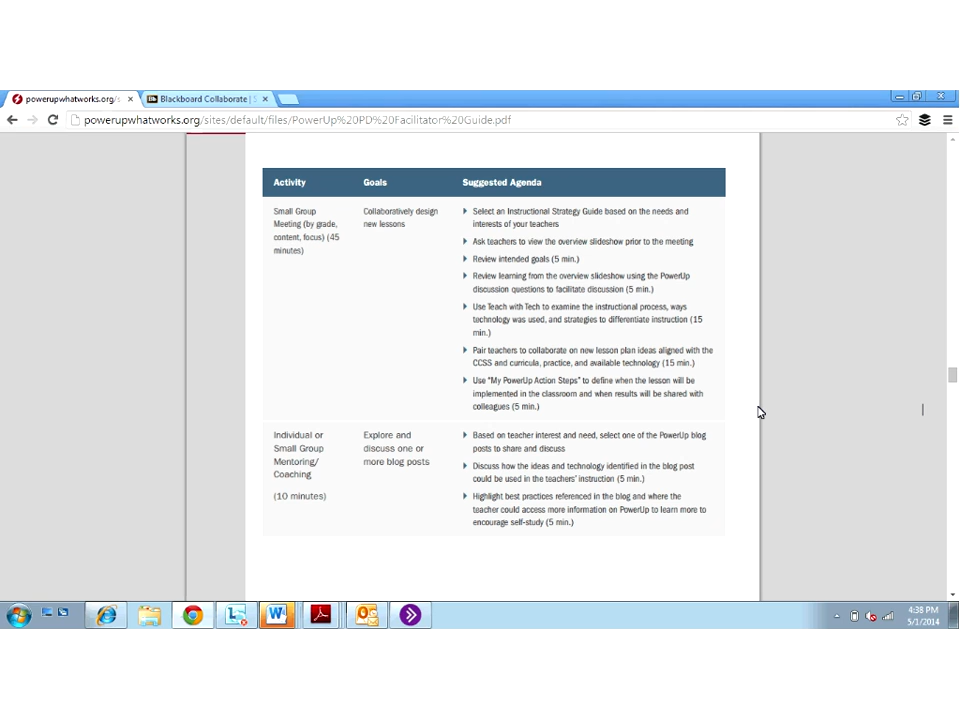 powerupwhatworks.org/s
Blackboard Collaborate | S
powerupwhatworks.org/sites/default/files/PowerUp%20PD%20Facilitator%20Guide.pdf
Activity Goals Suggested Agenda
Small Group
Meeting (by grade,
content, focus) (45
minutes)
Collaboratively design
new lessons
Select an Instructional Strategy Guide based on the needs and
interests of your teachers
Ask teachers to view the overview slideshow prior to the meeting
Review intended goals (5 min.)
Review learning from the overview slideshow using the PowerUp
discussion questions to facilitate discussion (5 min.)
Use Teach with Tech to examine the instructional process, ways
technology was used, and strategies to differentiate instruction (15
min.)
Pair teachers to collaborate on new lesson plan ideas aligned with the
CCSS and curricula, practice, and available technology (15 min.)
Use "My PowerUp Action Steps" to define when the lesson will be
implemented in the classroom and when results will be shared with
colleagues (5 min.)
Individual or
Small Group
Mentoring/
Coaching
(10 minutes)
Explore and
discuss one or
more blog posts
Based on teacher interest and need, select one of the PowerUp blog
posts to share and discuss
Discuss how the ideas and technology identified in the blog post
could be used in the teachers' instruction (5 min.)
Highlight best practices referenced in the blog and where the
teacher could access more information on PowerUp to learn more to
encourage self-study (5 min.)
4:38 PM
5/1/2014